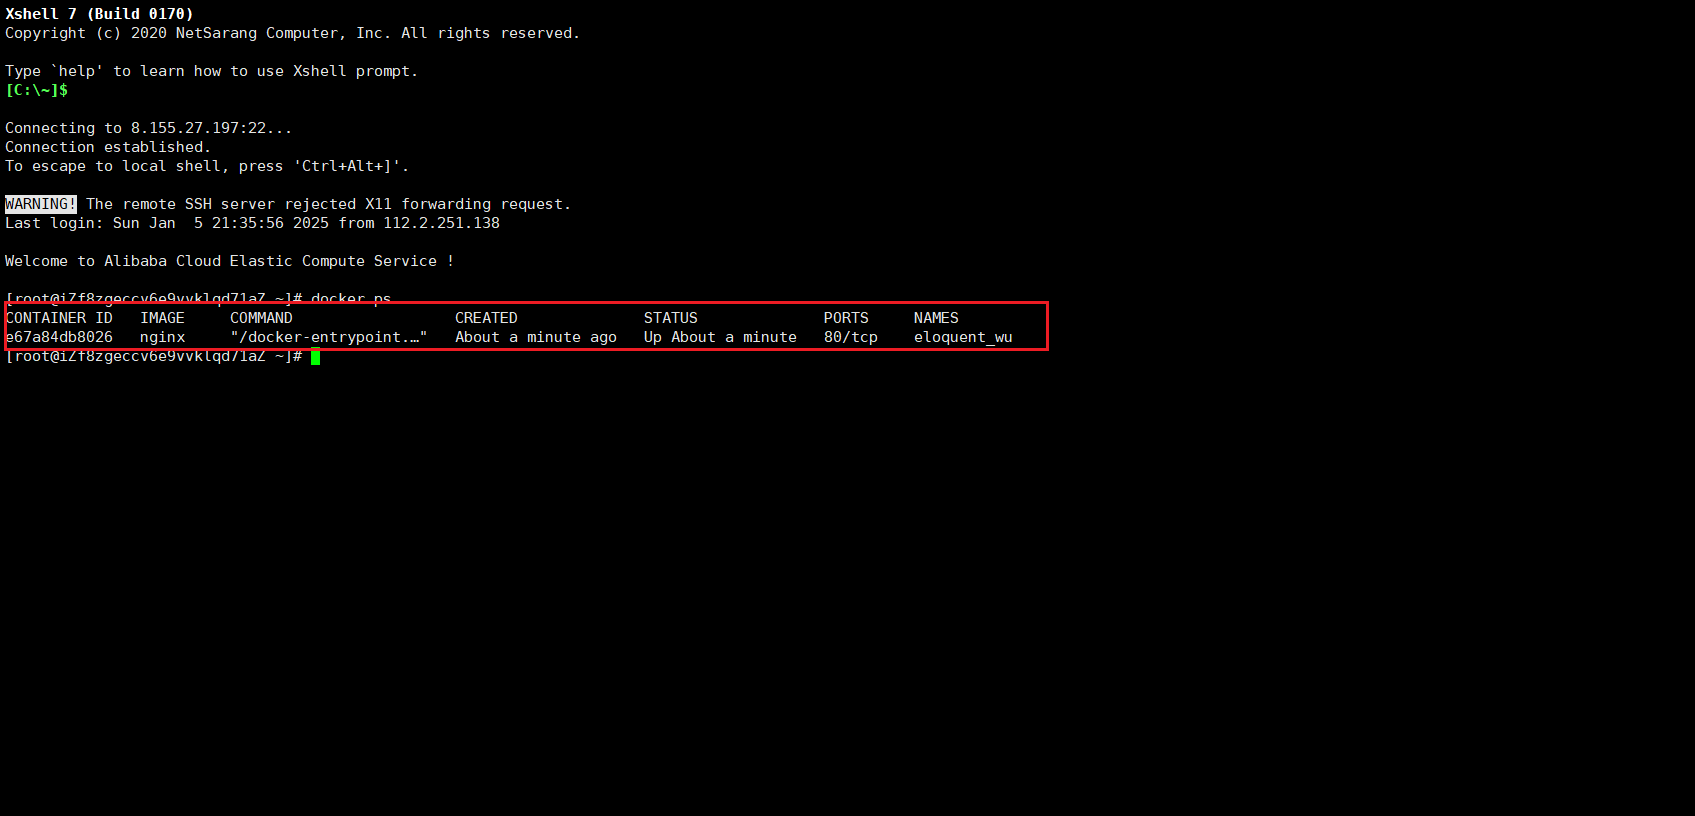 Xshell 7 (Build 0170)
Copyright (c) 2020 NetSarang Computer, Inc. All rights reserved.
Type `help' to learn how to use Xshell prompt.
[C:\~]$
Connecting to 8.155.27.197:22...
Connection established.
To escape to local shell, press 'Ctrl+Alt+]'.
WARNING! The remote SSH server rejected X11 forwarding request.
Last login: Sun Jan  5 21:35:56 2025 from 112.2.251.138
Welcome to Alibaba Cloud Elastic Compute Service !
[root@iZf8zgeccv6e9vvklqd71aZ ~]# docker ps
CONTAINER ID   IMAGE     COMMAND                  CREATED              STATUS              PORTS     NAMES
e67a84db8026   nginx     "/docker-entrypoint.…"   About a minute ago   Up About a minute   80/tcp    eloquent_wu
[root@iZf8zgeccv6e9vvklqd71aZ ~]#